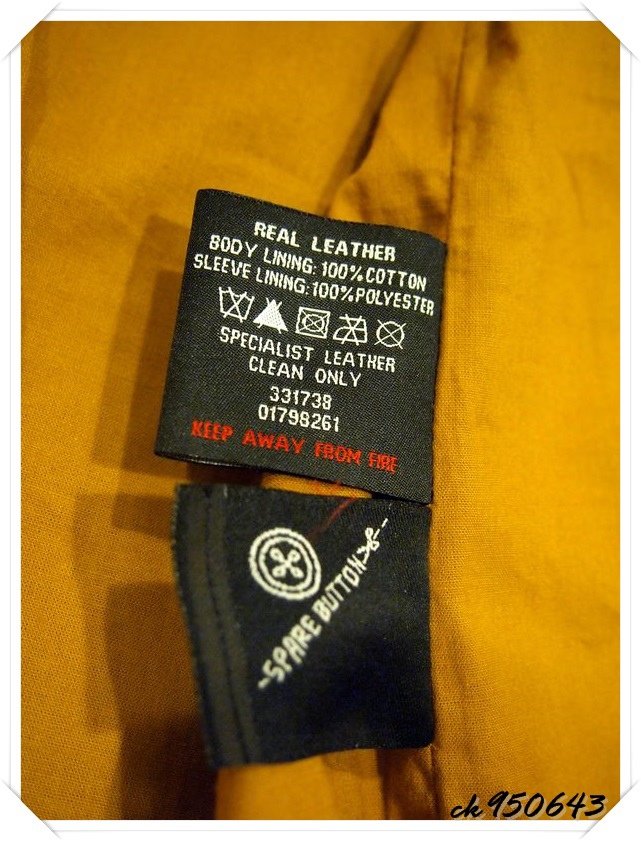 REAL LEATHER
BODY LINING: 100% COTTON
SLEEVE LINING: 100% POLYESTER
SPECIALIST LEATHER
CLEAN ONLY
331738
01798261
KEEP AWAY FROM FIRE
SPARE BUTTON
ck950643